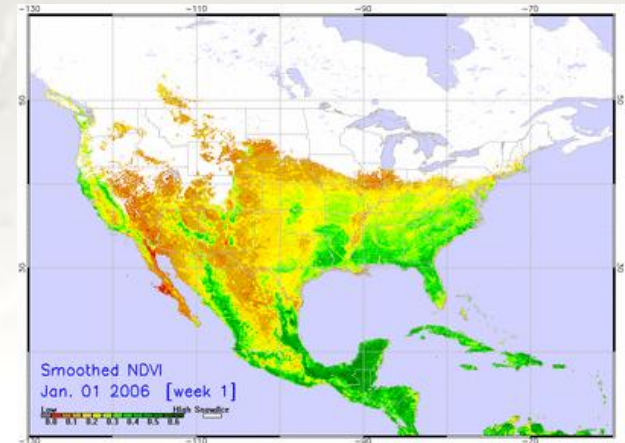 -130 -110 -90 -70
50 50
30 30
Smoothed NDVI
Jan. 01 2006 [week 1]
Low High Snow/Ice
0.0 0.1 0.2 0.3 0.4 0.5 0.6
-130 -110 -90 -70